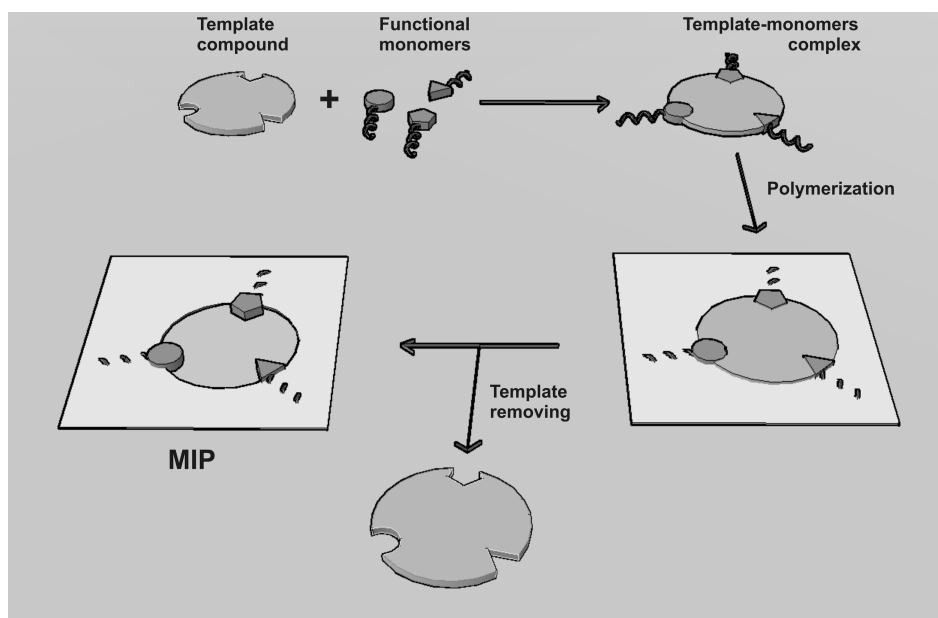 Template
compound
+
Functional
monomers
Template-monomers
complex
Polymerization
Template
removing
MIP